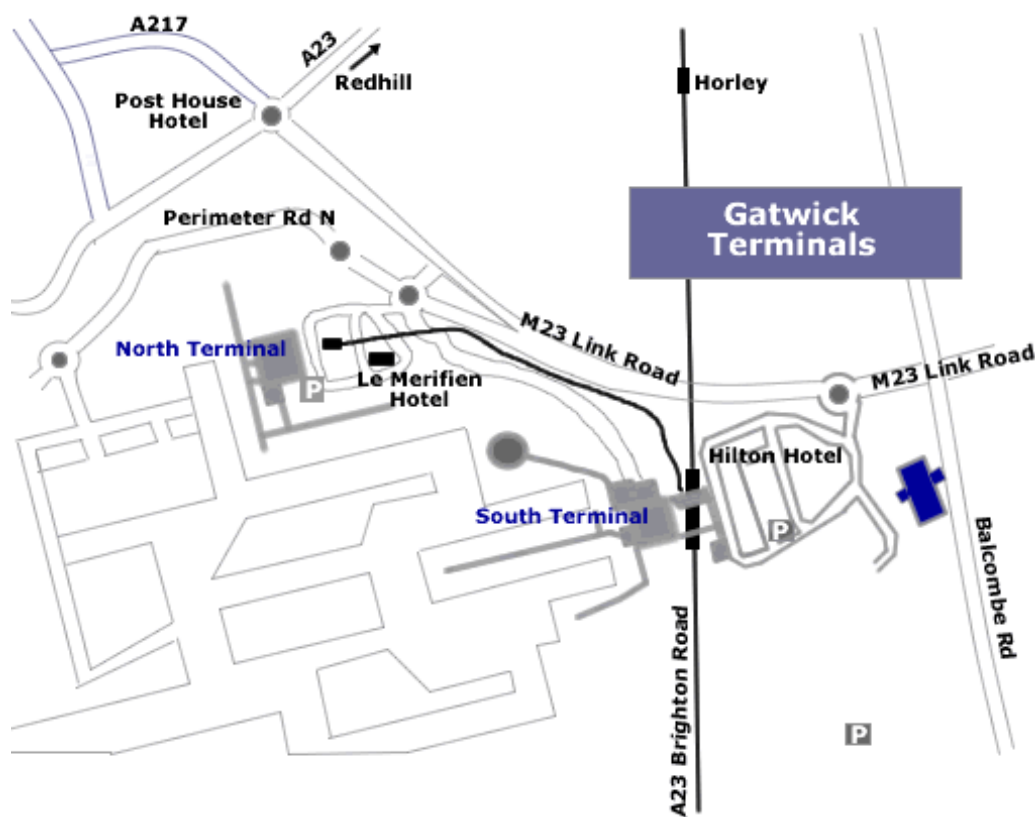 A217
A23
Redhill
Horley
Post House
Hotel
Perimeter Rd N
Gatwick
Terminals
M23 Link Road
M23 Link Road
North Terminal
P
Le Merifien
Hotel
Hilton Hotel
South Terminal
P
Balcombe Rd
A23 Brighton Road
P